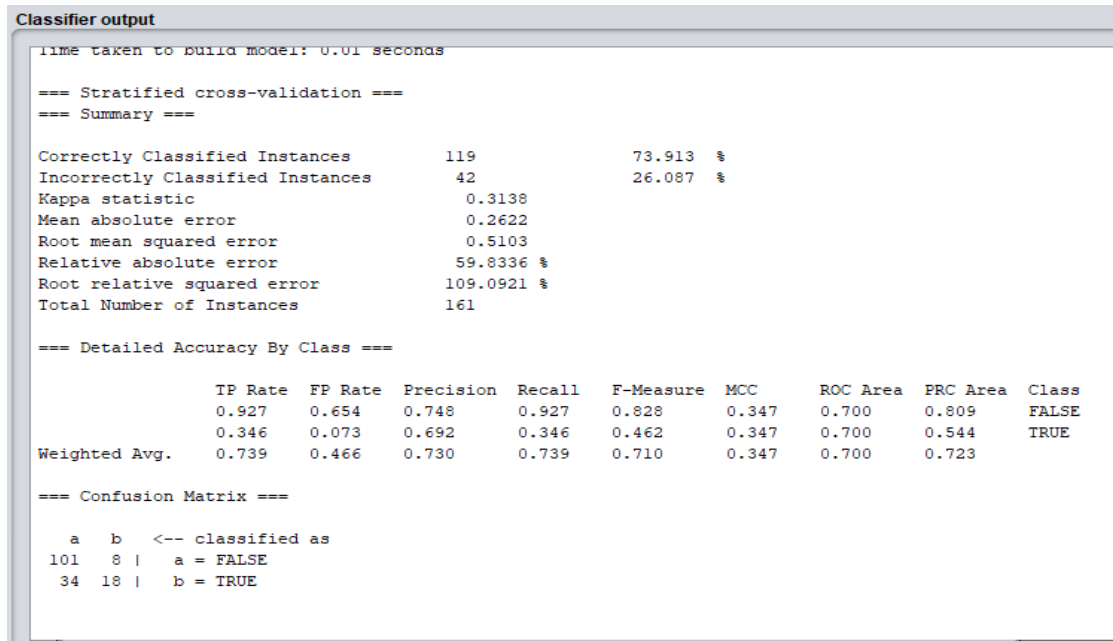 Classifier output
Time taken to build model: 0.01 seconds
=== Stratified cross-validation ===
=== Summary ===
Correctly Classified Instances 119 73.913 %
Incorrectly Classified Instances 42 26.087 %
Kappa statistic 0.3138
Mean absolute error 0.2622
Root mean squared error 0.5103
Relative absolute error 59.8336 %
Root relative squared error 109.0921 %
Total Number of Instances 161
=== Detailed Accuracy By Class ===
TP Rate FP Rate Precision Recall F-Measure MCC ROC Area PRC Area Class
0.927 0.654 0.748 0.927 0.828 0.347 0.700 0.809 FALSE
0.346 0.073 0.692 0.346 0.462 0.347 0.700 0.544 TRUE
Weighted Avg. 0.739 0.466 0.730 0.739 0.710 0.347 0.700 0.723
=== Confusion Matrix ===
a b <-- classified as
101 8 | a = FALSE
34 18 | b = TRUE